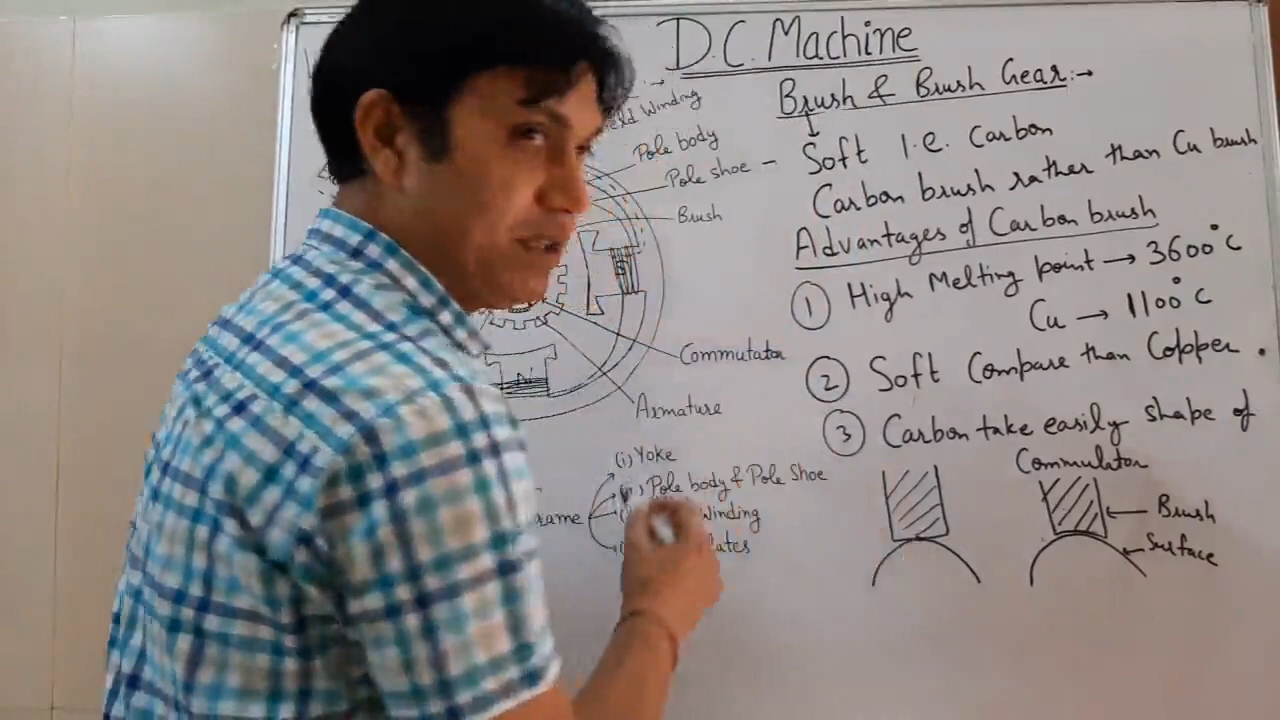 D.C. Machine
Brush & Brush Gear:→
Soft i.e. Carbon
Carbon brush rather than Cu brush
Advantages of Carbon brush
① High Melting point → 3600°C
Cu → 1100°C
② Soft Compare than Copper.
③ Carbon take easily shape of
Commutator
Brush
Surface
Winding
Pole body
Pole shoe -
Brush
S
Commutator
Armature
N
(i) Yoke
Pole body & Pole Shoe
Winding